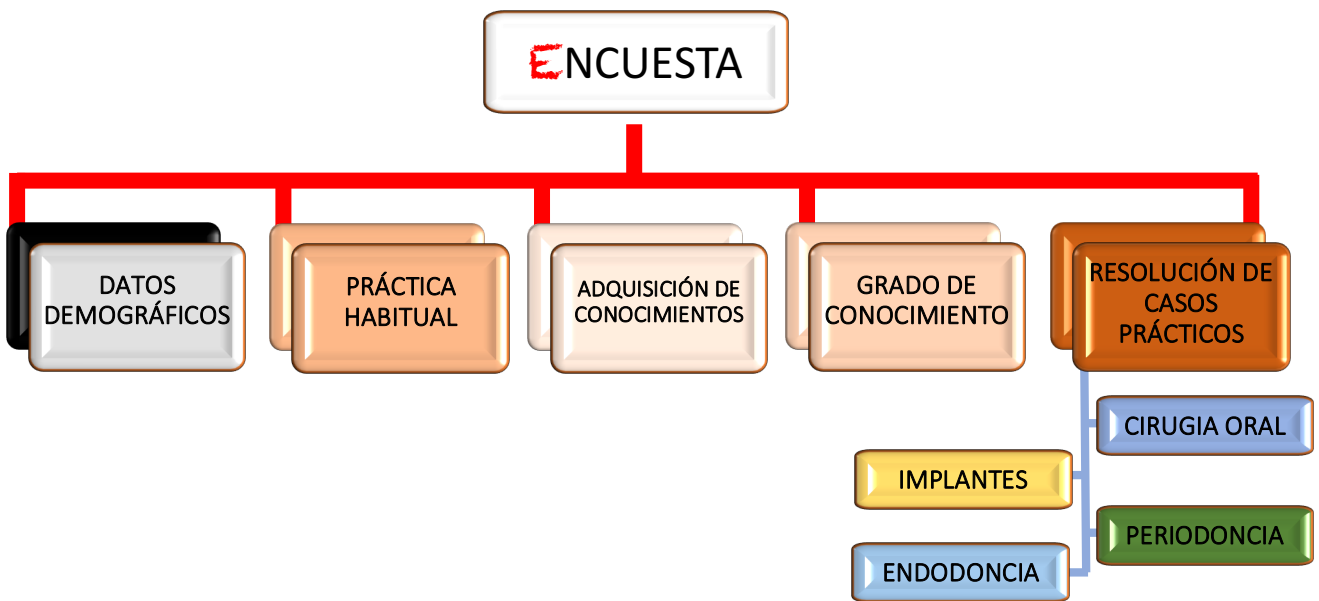 ENCUESTA
DATOS
DEMOGRÁFICOS
PRÁCTICA
HABITUAL
ADQUISICIÓN DE
CONOCIMIENTOS
GRADO DE
CONOCIMIENTO
RESOLUCIÓN DE
CASOS
PRÁCTICOS
CIRUGIA ORAL
IMPLANTES
PERIODONCIA
ENDODONCIA